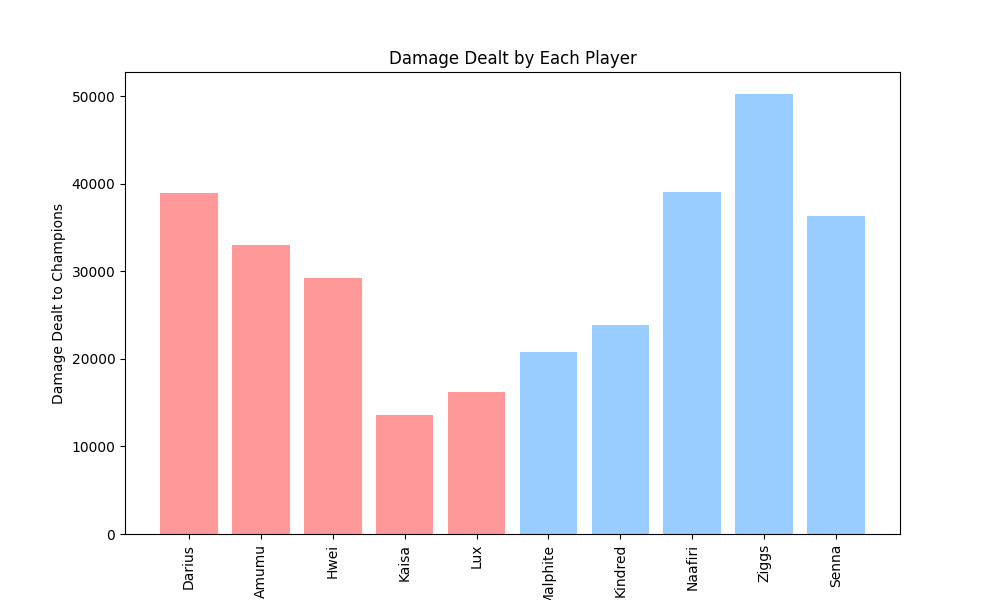 Damage Dealt by Each Player
Damage Dealt to Champions
50000
40000
30000
20000
10000
0
Darius
Amumu
Hwei
Kaisa
Lux
Malphite
Kindred
Naafiri
Ziggs
Senna